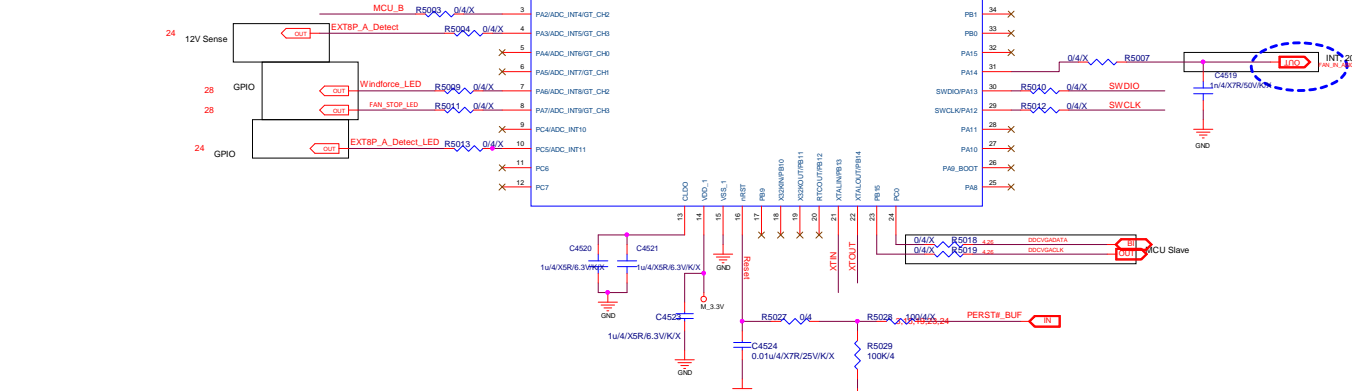 MCU_B R5003 0/4/X 3 PA2/ADC_INT4/GT_CH2 PB1 34
24 12V Sense OUT EXT8P_A_Detect R5004 0/4/X 4 PA3/ADC_INT5/GT_CH3 PB0 33
5 PA4/ADC_INT6/GT_CH0 PA15 32
0/4/X R5007 OUT
6 PA5/ADC_INT7/GT_CH1 PA14 31
C4519
1n/4/X7R/50V/K/X
GND
28 GPIO OUT Windforce_LED R5009 0/4/X 7 PA6/ADC_INT8/GT_CH2 SWDIO/PA13 30 R5010 0/4/X SWDIO
28 OUT FAN_STOP_LED R5011 0/4/X 8 PA7/ADC_INT9/GT_CH3 SWCLK/PA12 29 R5012 0/4/X SWCLK
9 PC4/ADC_INT10 PA11 28
24 GPIO OUT EXT8P_A_Detect_LED R5013 0/4/X 10 PC5/ADC_INT11 PA10 27
11 PC6 PA9_BOOT 26
12 PC7 PA8 25
CLDO
VDD_1
VSS_1
nRST
PB9
X32KIN/PB10
X32KOUT/PB11
RTCOUT/PB12
XTALIN/PB13
XTALOUT/PB14
PB15
PC0
13 14 15 16 17 18 19 20 21 22 23 24
C4520
1u/4/X5R/6.3V/K/X
C4521
1u/4/X5R/6.3V/K/X
GND
GND
Reset
XTIN
XTOUT
0/4/X R5018 4,26 DDCVGADATA BI
0/4/X R5019 4,26 DDCVGACLK OUT
MCU Slave
M_3.3V
C4523
1u/4/X5R/6.3V/K/X
GND
R5027 0/4 R5028 100/4/X PERST#_BUF IN
C4524
0.01u/4/X7R/25V/K/X
R5029
100K/4